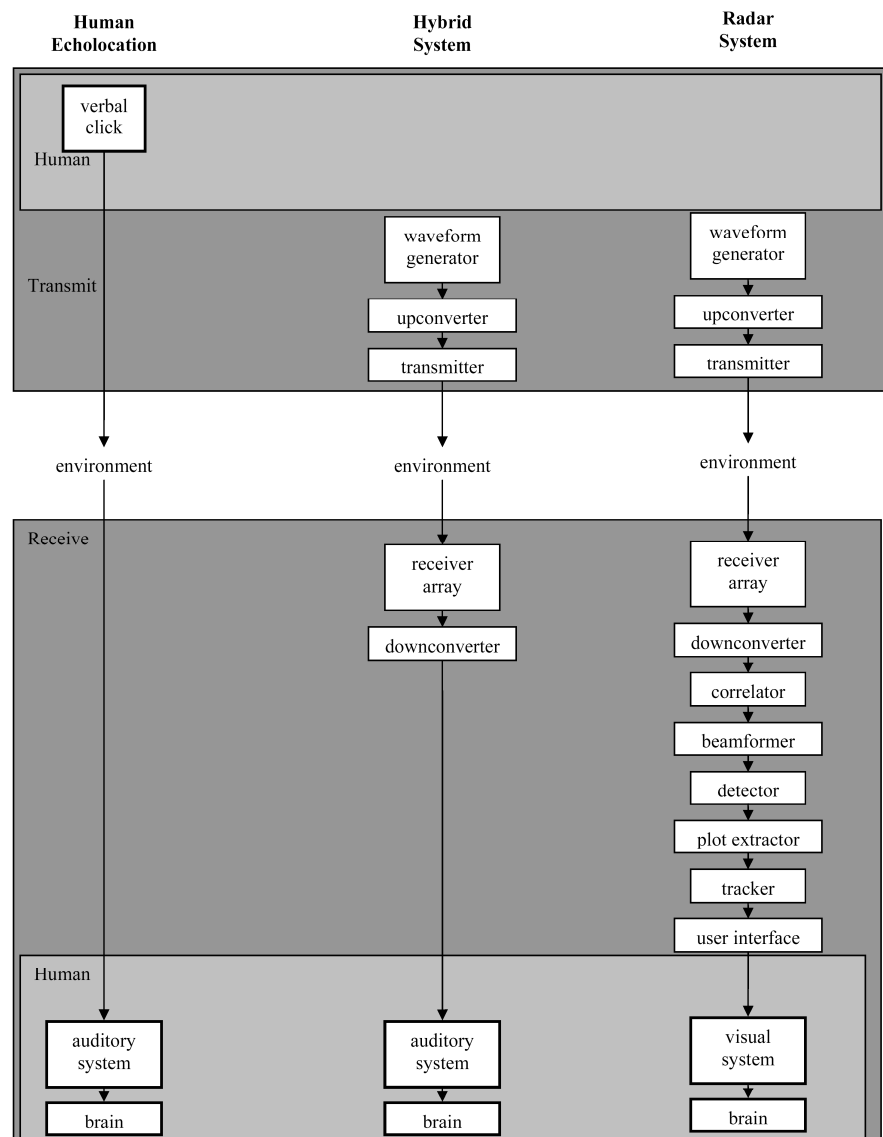 Human
Echolocation
Hybrid
System
Radar
System
verbal
click
Human
Transmit
waveform
generator
upconverter
transmitter
waveform
generator
upconverter
transmitter
environment
environment
environment
Receive
receiver
array
downconverter
receiver
array
downconverter
correlator
beamformer
detector
plot extractor
tracker
user interface
Human
auditory
system
brain
auditory
system
brain
visual
system
brain